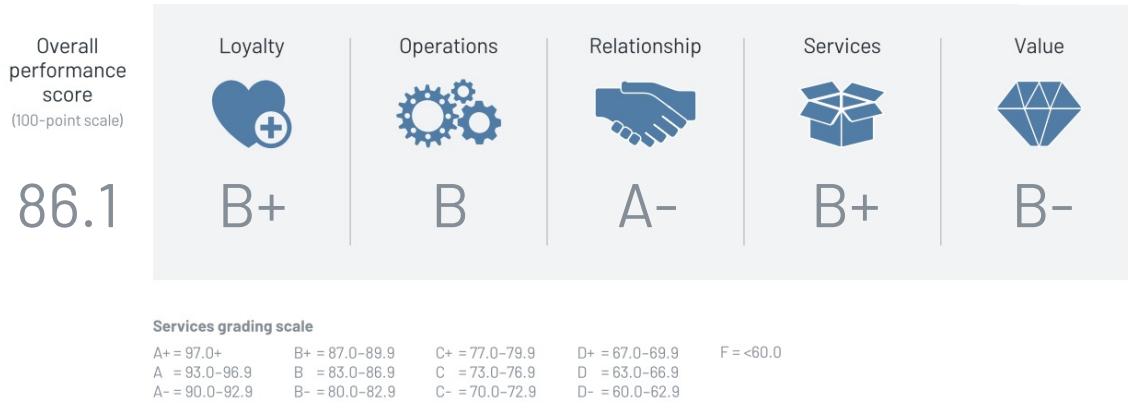 Overall
performance
score
(100-point scale)
86.1
Loyalty
B+
Operations
B
Relationship
A-
Services
B+
Value
B-
Services grading scale
A+ = 97.0+
A = 93.0-96.9
A- = 90.0-92.9
B+ = 87.0-89.9
B = 83.0-86.9
B- = 80.0-82.9
C+ = 77.0-79.9
C = 73.0-76.9
C- = 70.0-72.9
D+ = 67.0-69.9
D = 63.0-66.9
D- = 60.0-62.9
F = <60.0